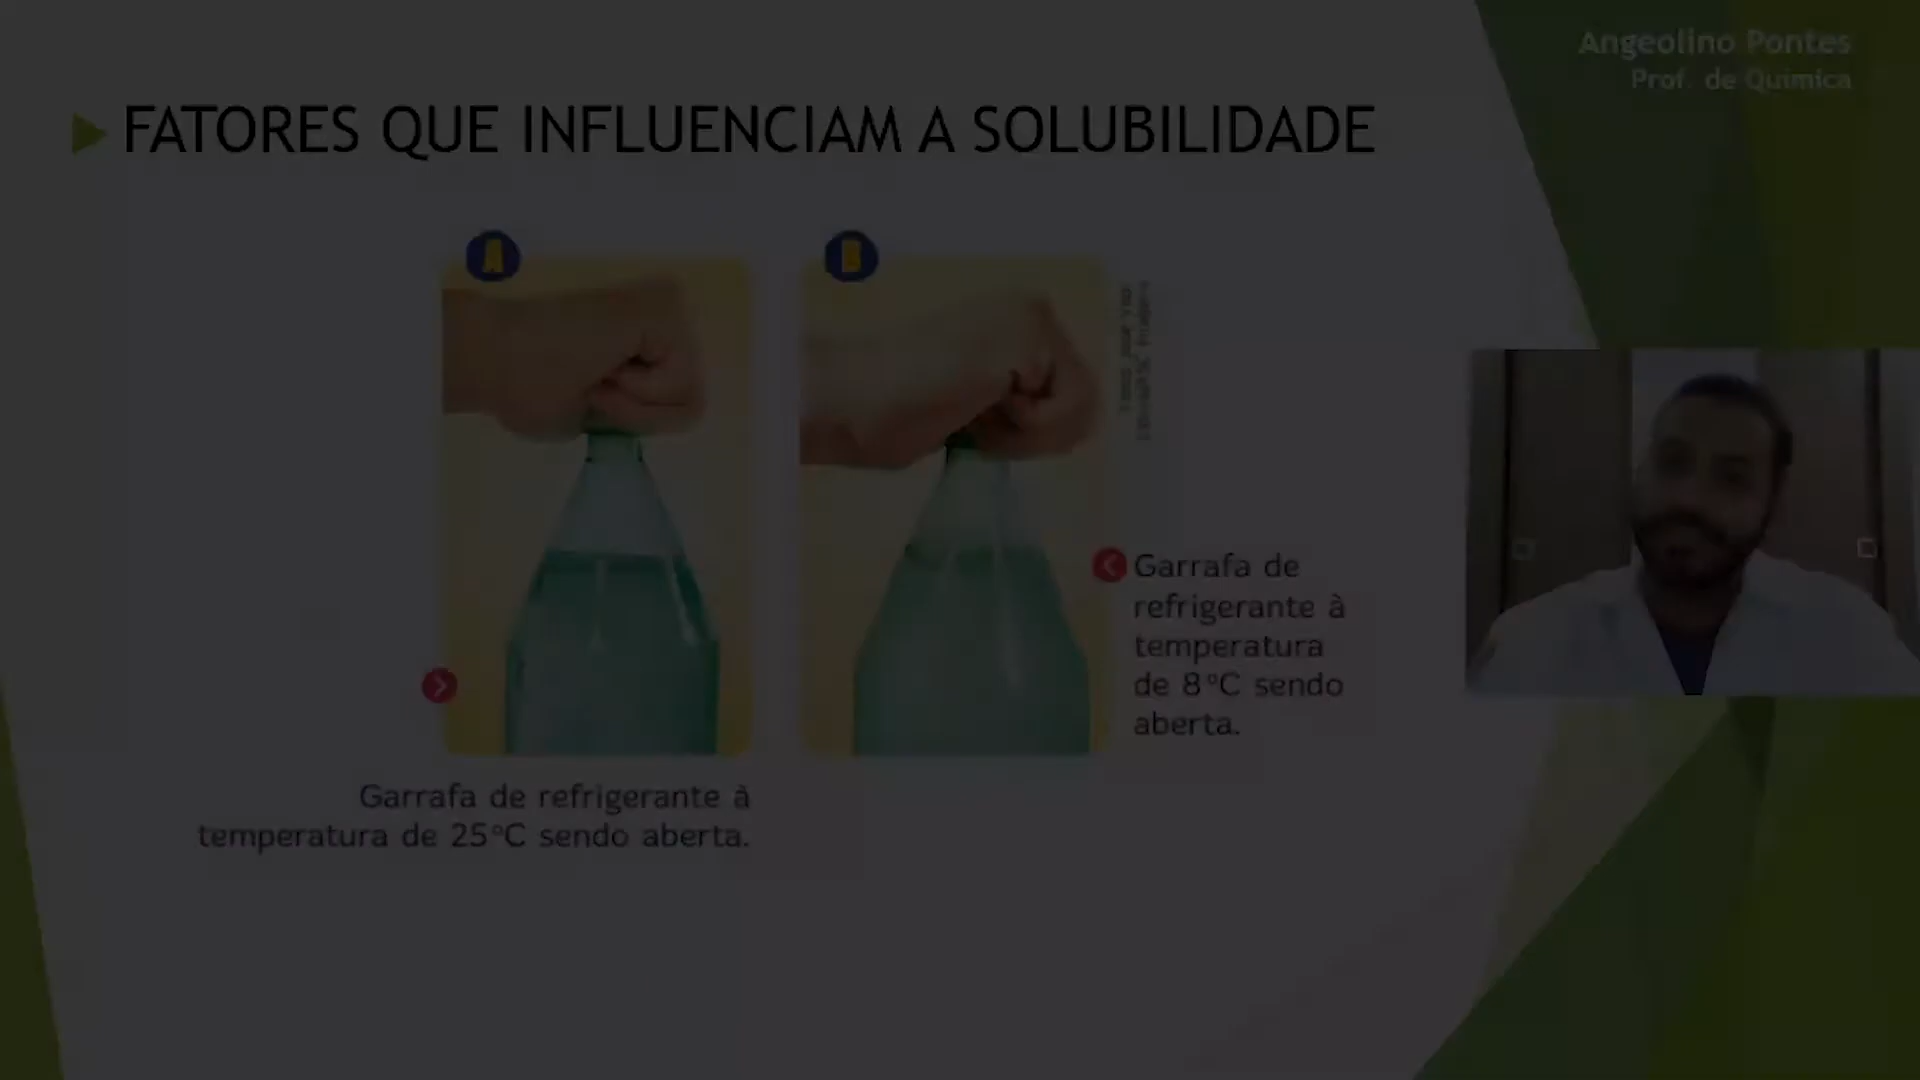 Angeolino Pontes
Prof. de Química
FATORES QUE INFLUENCIAM A SOLUBILIDADE
A
B
Garrafa de
refrigerante à
temperatura
de 8°C sendo
aberta.
Garrafa de refrigerante à
temperatura de 25°C sendo aberta.